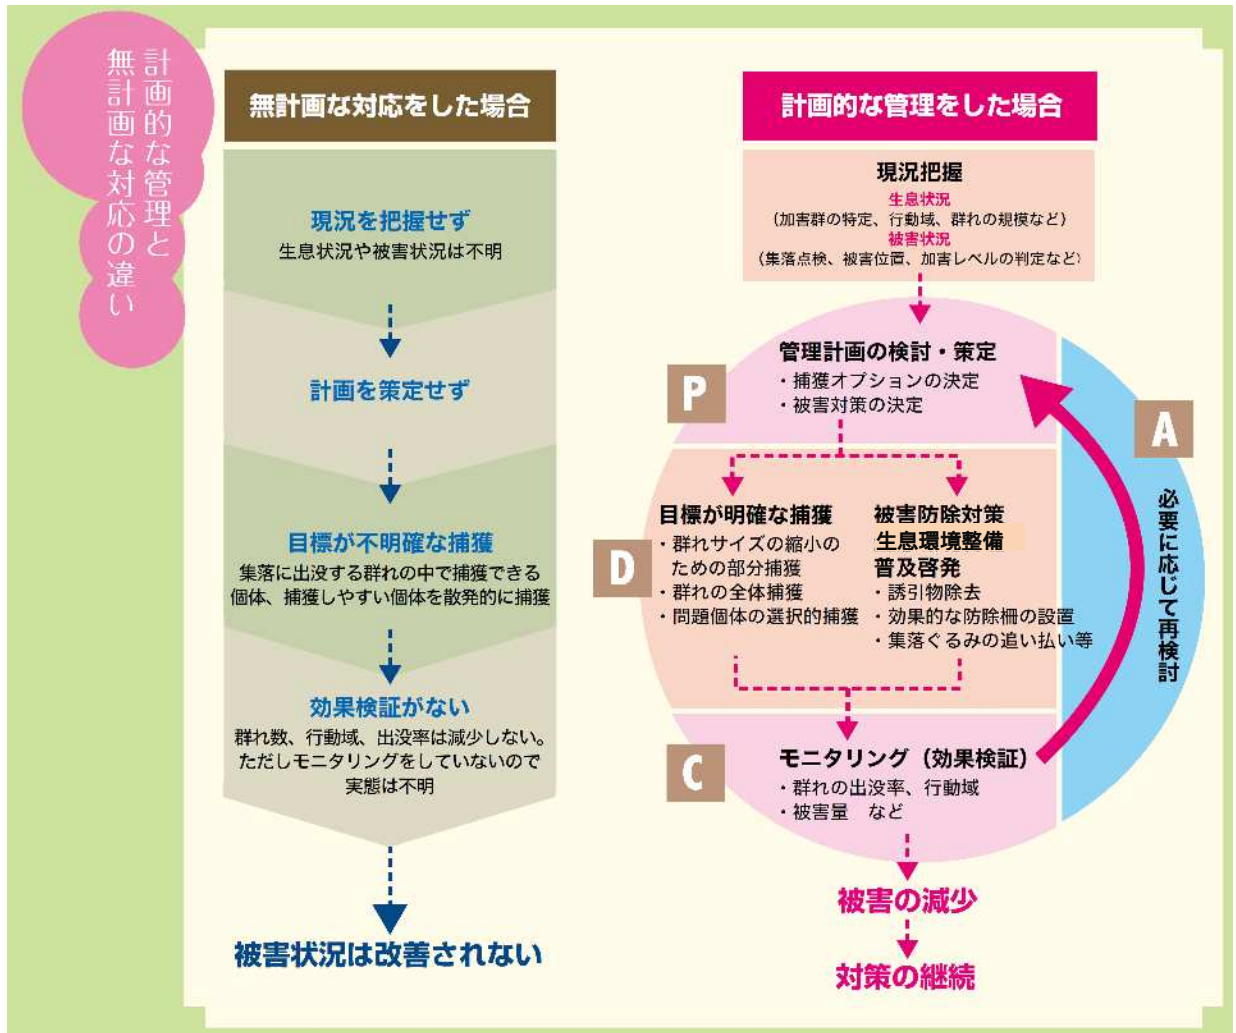 計画的な管理と
無計画な対応の違い
無計画な対応をした場合
現況を把握せず
生息状況や被害状況は不明
計画を策定せず
目標が不明確な捕獲
集落に出没する群れの中で捕獲できる
個体、捕獲しやすい個体を散発的に捕獲
効果検証がない
群れ数、行動域、出没率は減少しない。
ただしモニタリングをしていないので
実態は不明
被害状況は改善されない
計画的な管理をした場合
現況把握
生息状況
（加害群の特定、行動域、群れの規模など）
被害状況
（集落点検、被害位置、加害レベルの判定など）
P
管理計画の検討・策定
・捕獲オプションの決定
・被害対策の決定
D
目標が明確な捕獲
・群れサイズの縮小の
ための部分捕獲
・群れの全体捕獲
・問題個体の選択的捕獲
被害防除対策
生息環境整備
普及啓発
・誘引物除去
・効果的な防除柵の設置
・集落ぐるみの追い払い等
C
モニタリング（効果検証）
・群れの出没率、行動域
・被害量　など
A
必要に応じて再検討
被害の減少
対策の継続